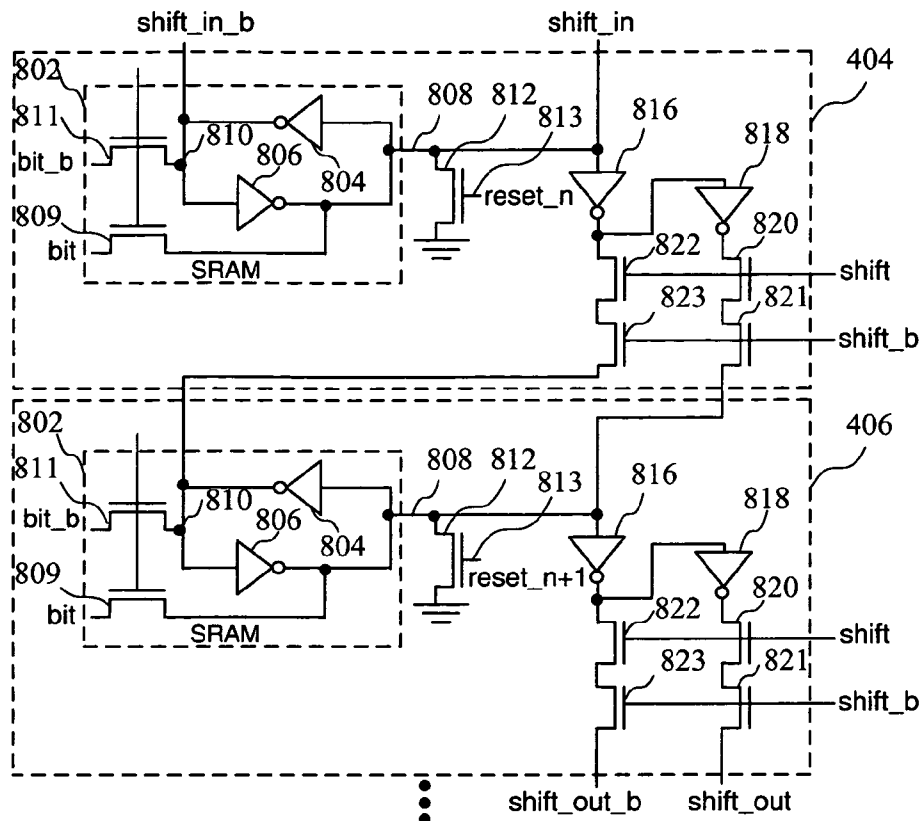 shift_in_b
shift_in
802
404
811
808
812
813
816
818
bit_b
810
806
804
reset_n
809
bit
SRAM
820
822
shift
821
823
shift_b
802
406
811
808
812
813
816
818
bit_b
810
806
804
reset_n+1
809
bit
SRAM
820
822
shift
821
823
shift_b
shift_out_b
shift_out